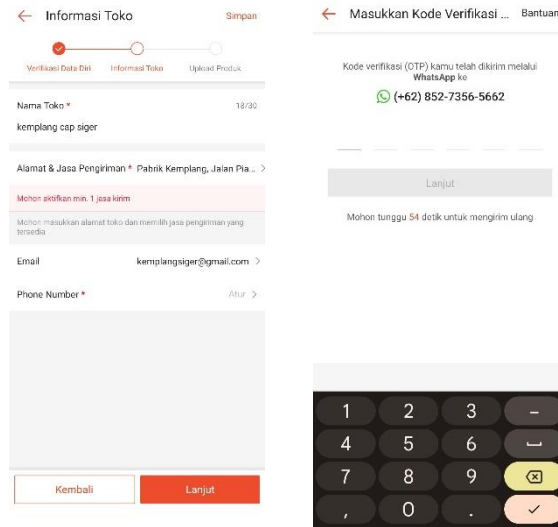 Informasi Toko
Simpan
Verifikasi Data Diri
Informasi Toko
Upload Produk
Nama Toko *
18/30
kemplang cap siger
Alamat & Jasa Pengiriman * Pabrik Kemplang, Jalan Pia...
Mohon aktifkan min. 1 jasa kirim
Mohon masukkan alamat toko dan memilih jasa pengiriman yang
tersedia
Email kemplangsiger@gmail.com
Phone Number * Atur
Kembali
Lanjut
Masukkan Kode Verifikasi ...
Bantuan
Kode verifikasi (OTP) kamu telah dikirim melalui
WhatsApp ke
(+62) 852-7356-5662
Lanjut
Mohon tunggu 54 detik untuk mengirim ulang
1 2 3 -
4 5 6
7 8 9
, 0 .